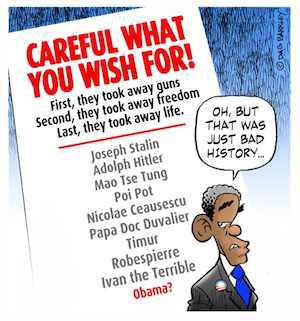 CAREFUL WHAT
YOU WISH FOR!
First, they took away guns
Second, they took away freedom
Last, they took away life.
Joseph Stalin
Adolph Hitler
Mao Tse Tung
Pol Pot
Nicolae Ceausescu
Papa Doc Duvalier
Timur
Robespierre
Ivan the Terrible
Obama?
OH, BUT
THAT WAS
JUST BAD
HISTORY...